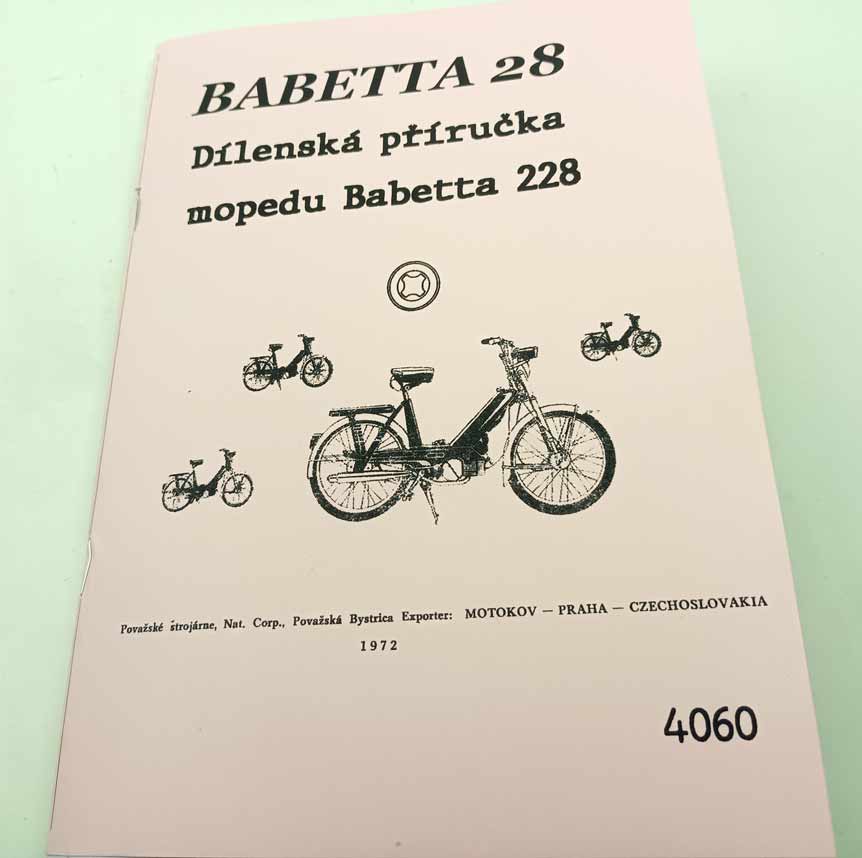 BABETTA 28
Dílenská příručka
mopedu Babetta 228
Považské strojárne, Nat. Corp., Považská Bystrica Exporter: MOTOKOV — PRAHA — CZECHOSLOVAKIA
1972
4060